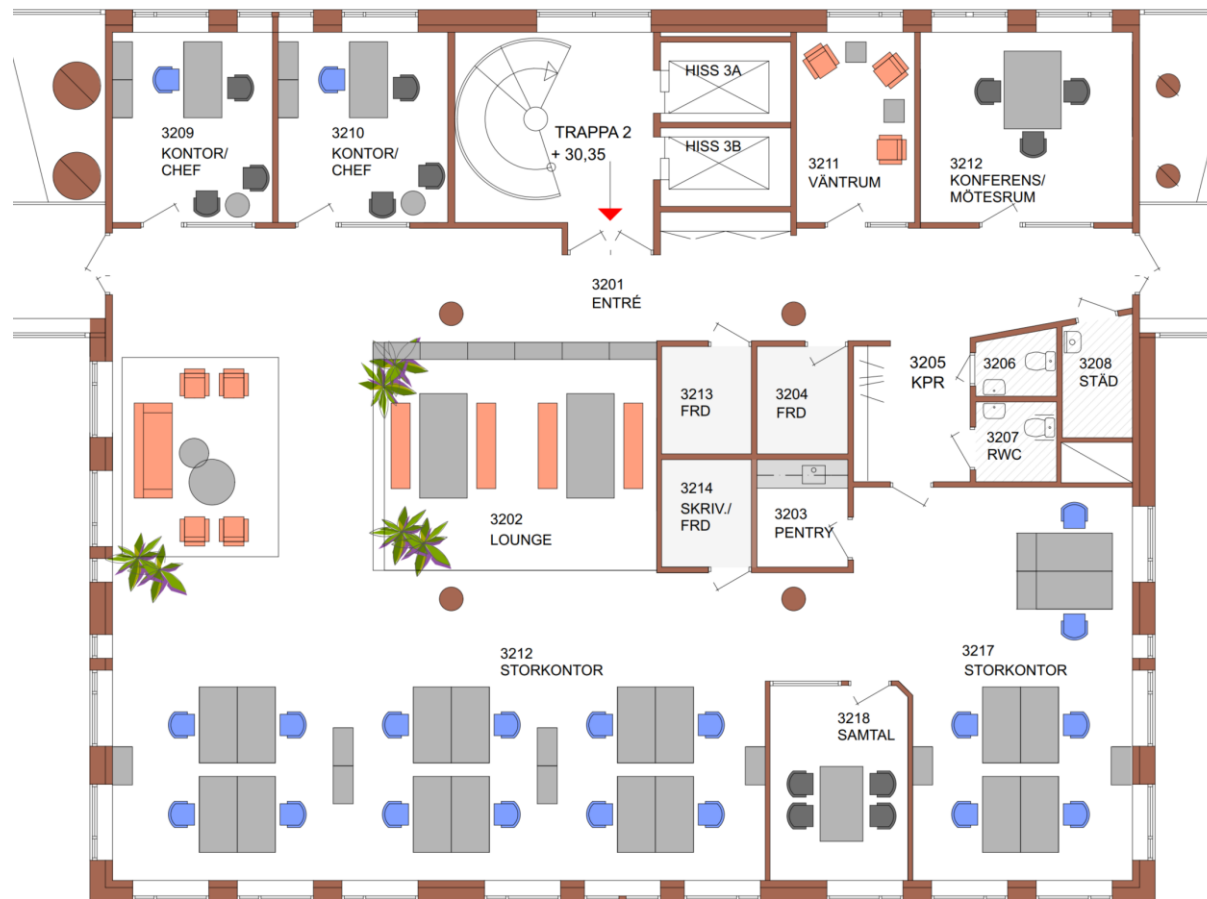 HISS 3A
3209
KONTOR/
CHEF
3210
KONTOR/
CHEF
TRAPPA 2
+ 30,35
HISS 3B
3211
VÄNTRUM
3212
KONFERENS/
MÖTESRUM
3201
ENTRÉ
3213
FRD
3204
FRD
3205
KPR
3206
3208
STÄD
3207
RWC
3202
LOUNGE
3214
SKRIV./
FRD
3203
PENTRY
3212
STORKONTOR
3217
STORKONTOR
3218
SAMTAL